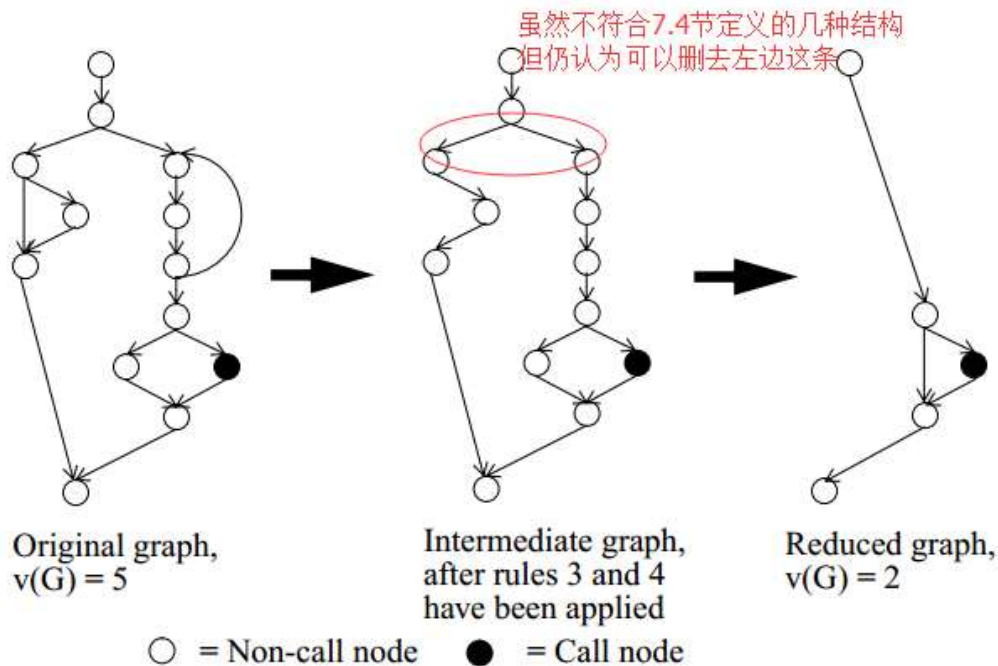 虽然不符合7.4节定义的几种结构
但仍认为可以删去左边这条
Original graph,
v(G) = 5
Intermediate graph,
after rules 3 and 4
have been applied
Reduced graph,
v(G) = 2
= Non-call node = Call node